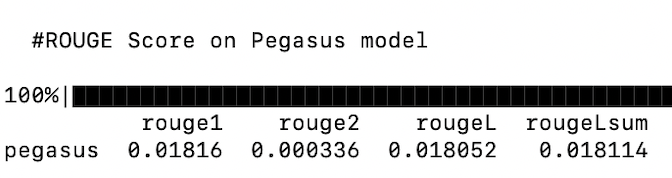 #ROUGE Score on Pegasus model
100%|
rouge1 rouge2 rougeL rougeLsum
pegasus 0.01816 0.000336 0.018052 0.018114